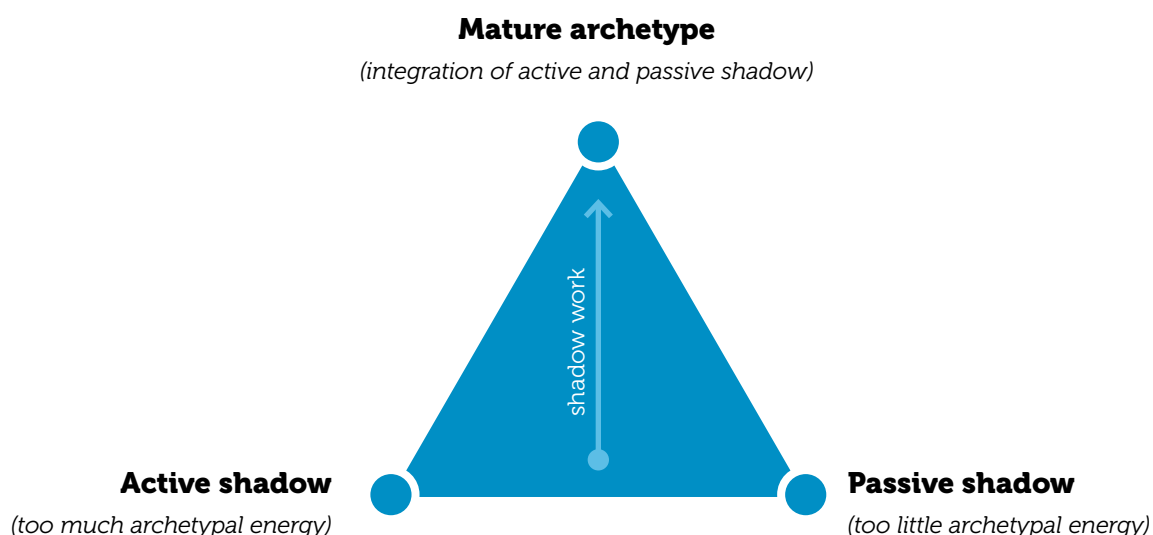 Mature archetype
(integration of active and passive shadow)
shadow work
Active shadow
(too much archetypal energy)
Passive shadow
(too little archetypal energy)